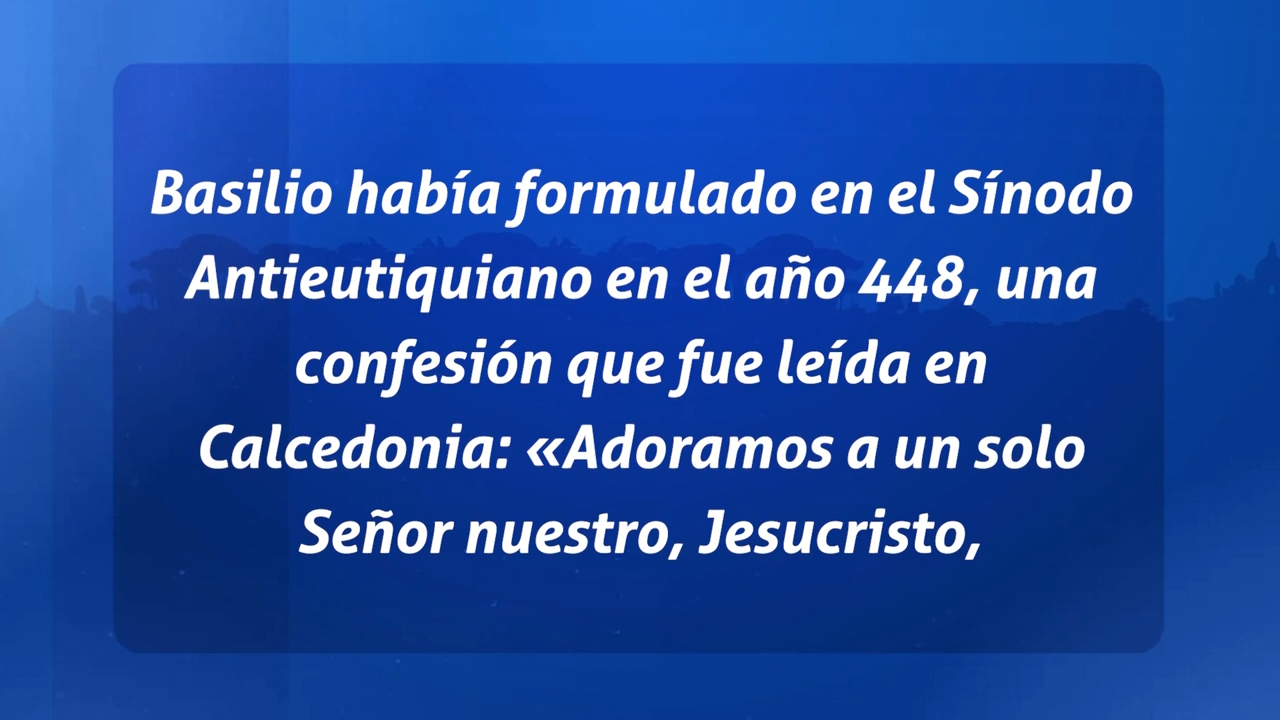 Basilio había formulado en el Sínodo
Antieutiquiano en el año 448, una
confesión que fue leída en
Calcedonia: «Adoramos a un solo
Señor nuestro, Jesucristo,